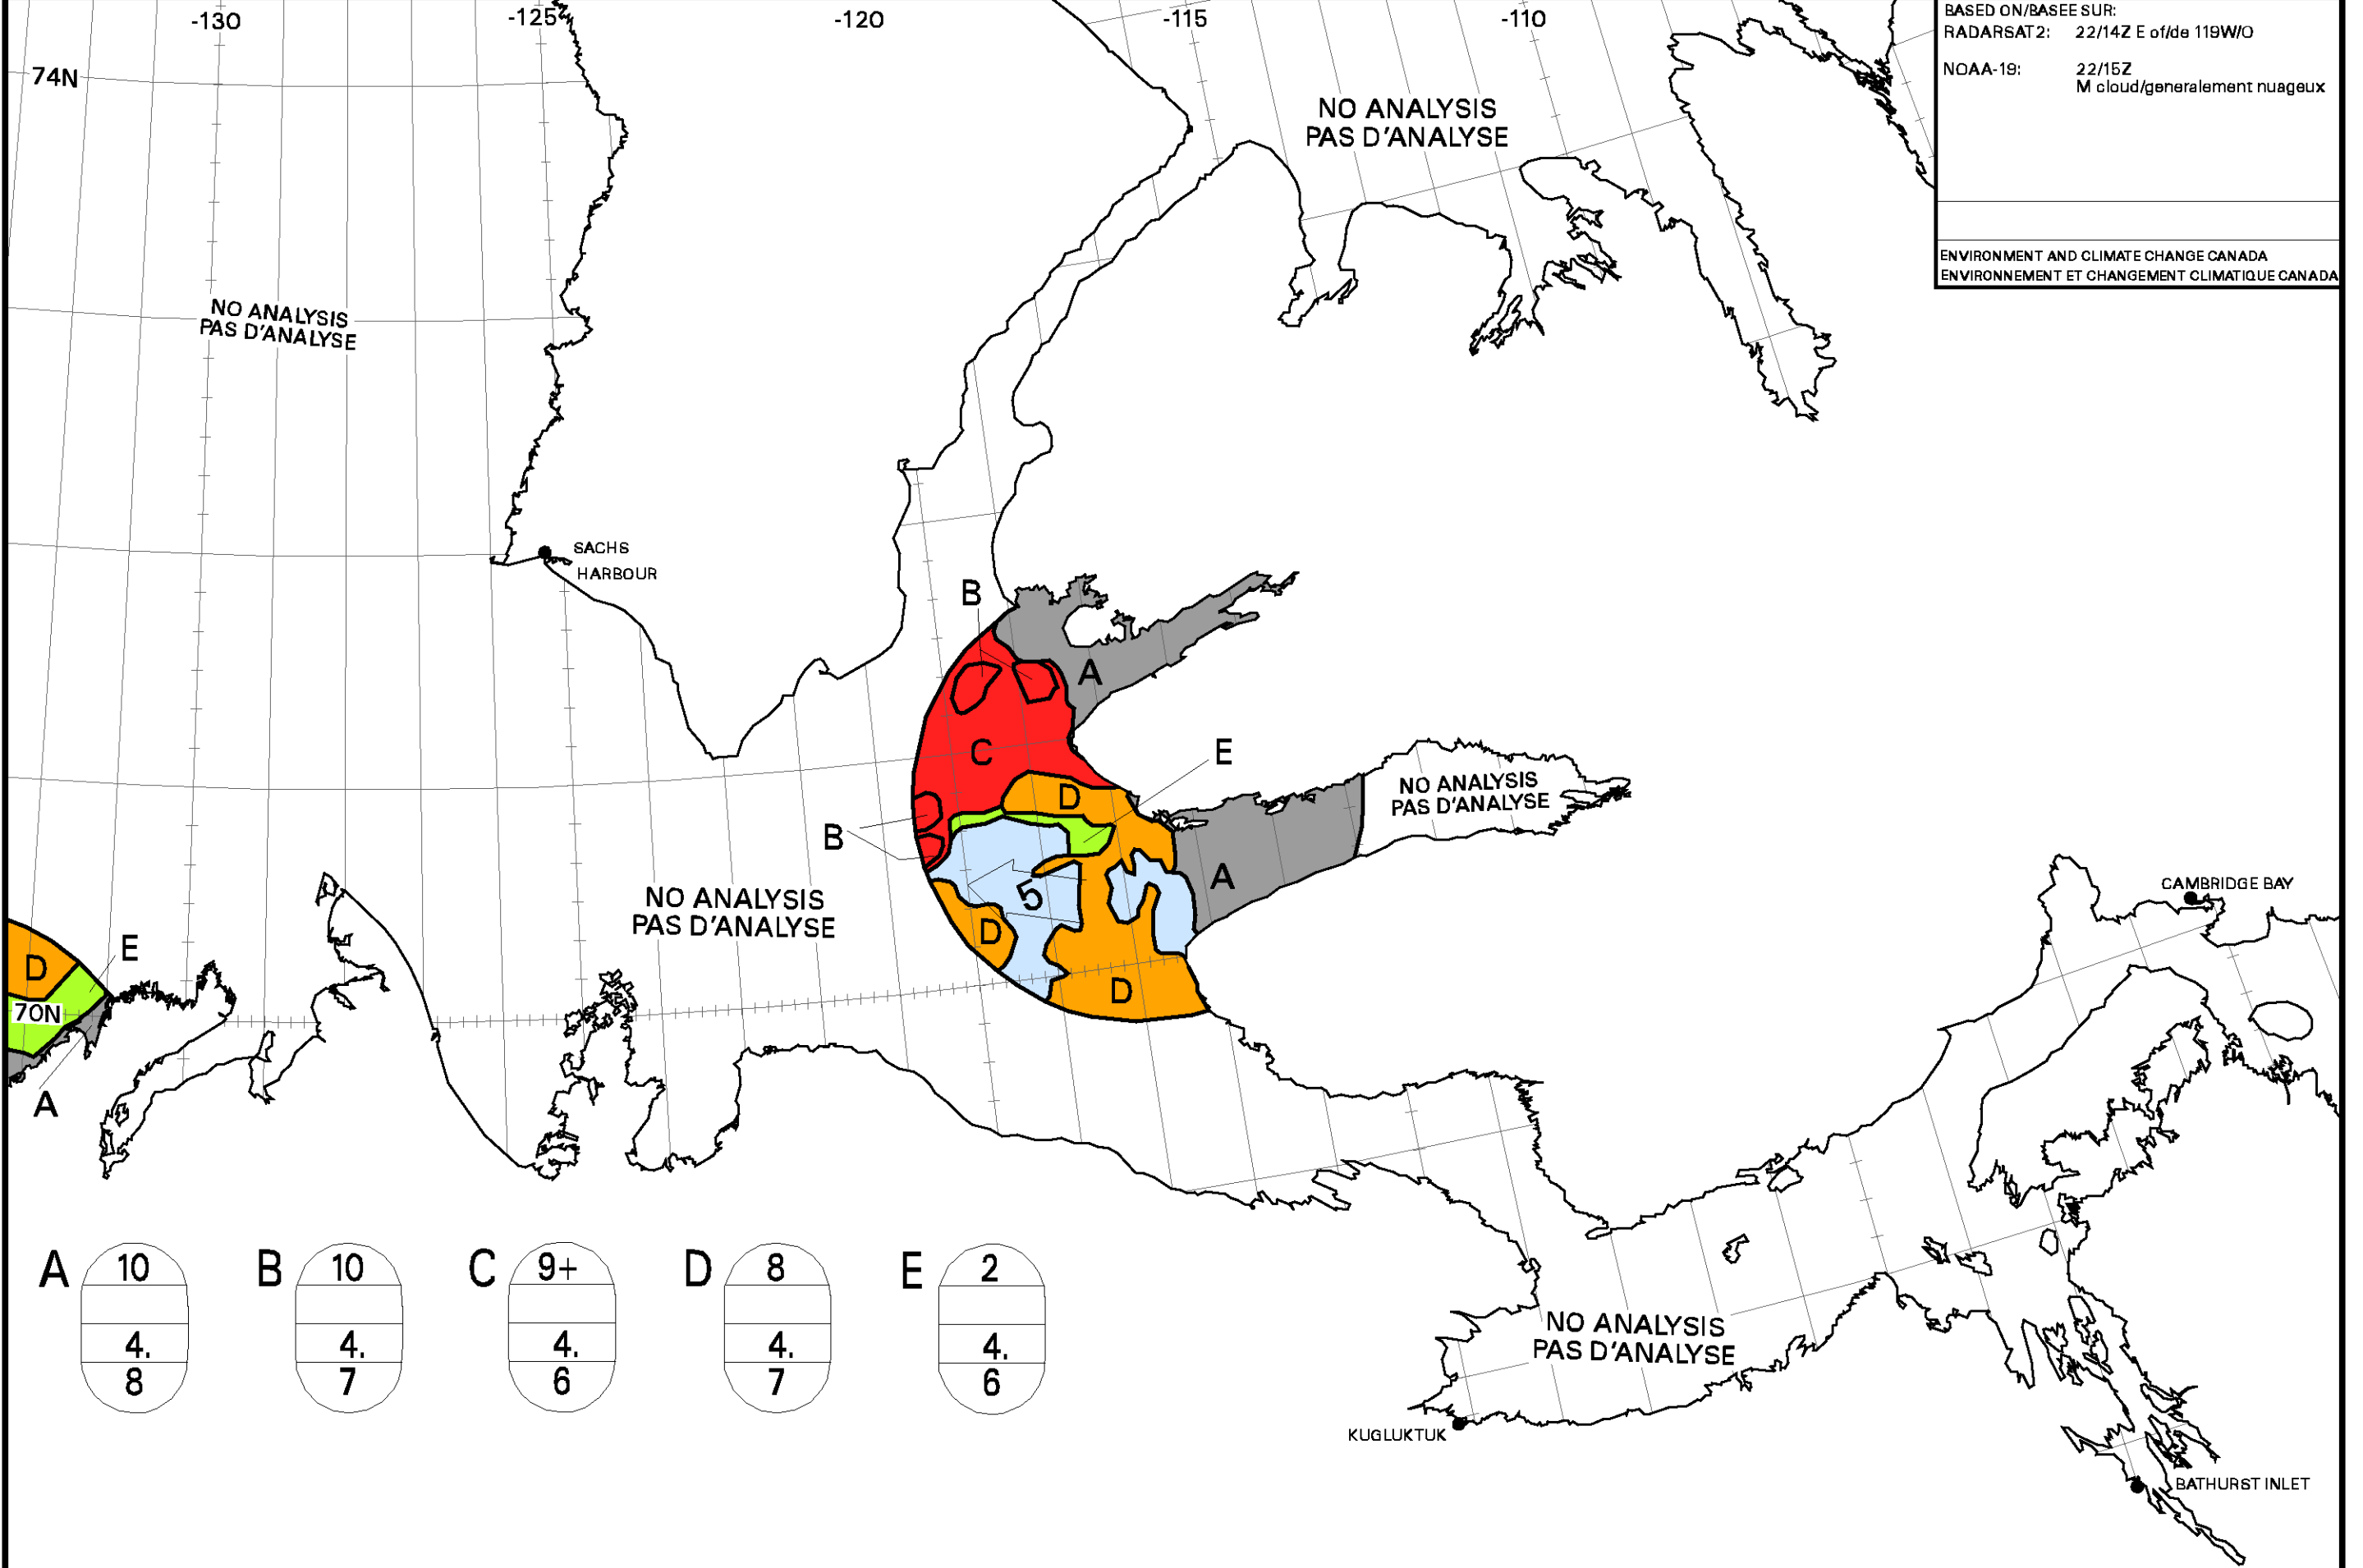 -130
-125
-120
-115
-110
BASED ON/BASEE SUR:
RADARSAT2: 22/14Z E of/de 119W/O
NOAA-19: 22/15Z
M cloud/generalement nuageux
ENVIRONMENT AND CLIMATE CHANGE CANADA
ENVIRONNEMENT ET CHANGEMENT CLIMATIQUE CANADA
74N
NO ANALYSIS
PAS D'ANALYSE
NO ANALYSIS
PAS D'ANALYSE
SACHS
HARBOUR
B
A
C
E
D
NO ANALYSIS
PAS D'ANALYSE
B
A
5
NO ANALYSIS
PAS D'ANALYSE
D
D
CAMBRIDGE BAY
E
D
70N
A
A 10 4. 8
B 10 4. 7
C 9+ 4. 6
D 8 4. 7
E 2 4. 6
NO ANALYSIS
PAS D'ANALYSE
KUGLUKTUK
BATHURST INLET